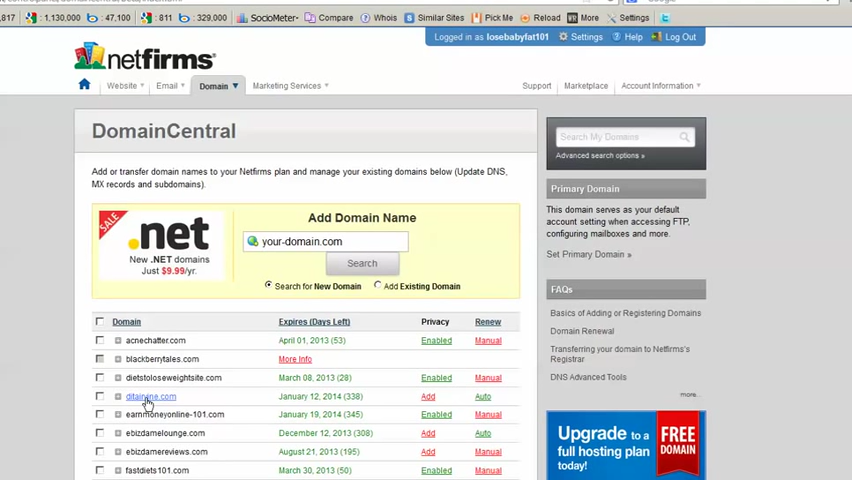 ,817 : 1,130,000 b : 47,100 : 811 b : 329,000 SocioMeter Compare Whois Similar Sites Pick Me Reload More Settings
Logged in as losebabyfat101 Settings Help Log Out
netfirms
Website Email Domain Marketing Services Support Marketplace Account Information
DomainCentral
Search My Domains
Advanced search options »
Add or transfer domain names to your Netfirms plan and manage your existing domains below (Update DNS,
MX records and subdomains).
SALE
.net
New .NET domains
Just $9.99/yr.
Add Domain Name
your-domain.com
Search
Search for New Domain Add Existing Domain
Primary Domain
This domain serves as your default
account setting when accessing FTP,
configuring mailboxes and more.
Set Primary Domain »
FAQs
Basics of Adding or Registering Domains
Domain Renewal
Transferring your domain to Netfirms's
Registrar
DNS Advanced Tools
more...
Domain Expires (Days Left) Privacy Renew
acnechatter.com April 01, 2013 (53) Enabled Manual
blackberrytales.com More Info
dietstoloseweightsite.com March 08, 2013 (28) Enabled Manual
January 12, 2014 (338) Add Auto
earnmoneyonline-101.com January 19, 2014 (345) Enabled Manual
ebizdamelounge.com December 12, 2013 (308) Add Auto
ebizdamereviews.com August 21, 2013 (195) Add Manual
fastdiets101.com March 30, 2013 (50) Enabled Manual
Upgrade to a
full hosting plan
today!
FREE
DOMAIN